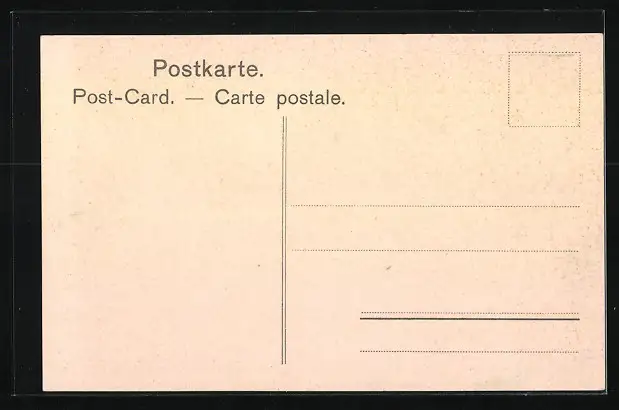 Postkarte.
Post-Card. — Carte postale.